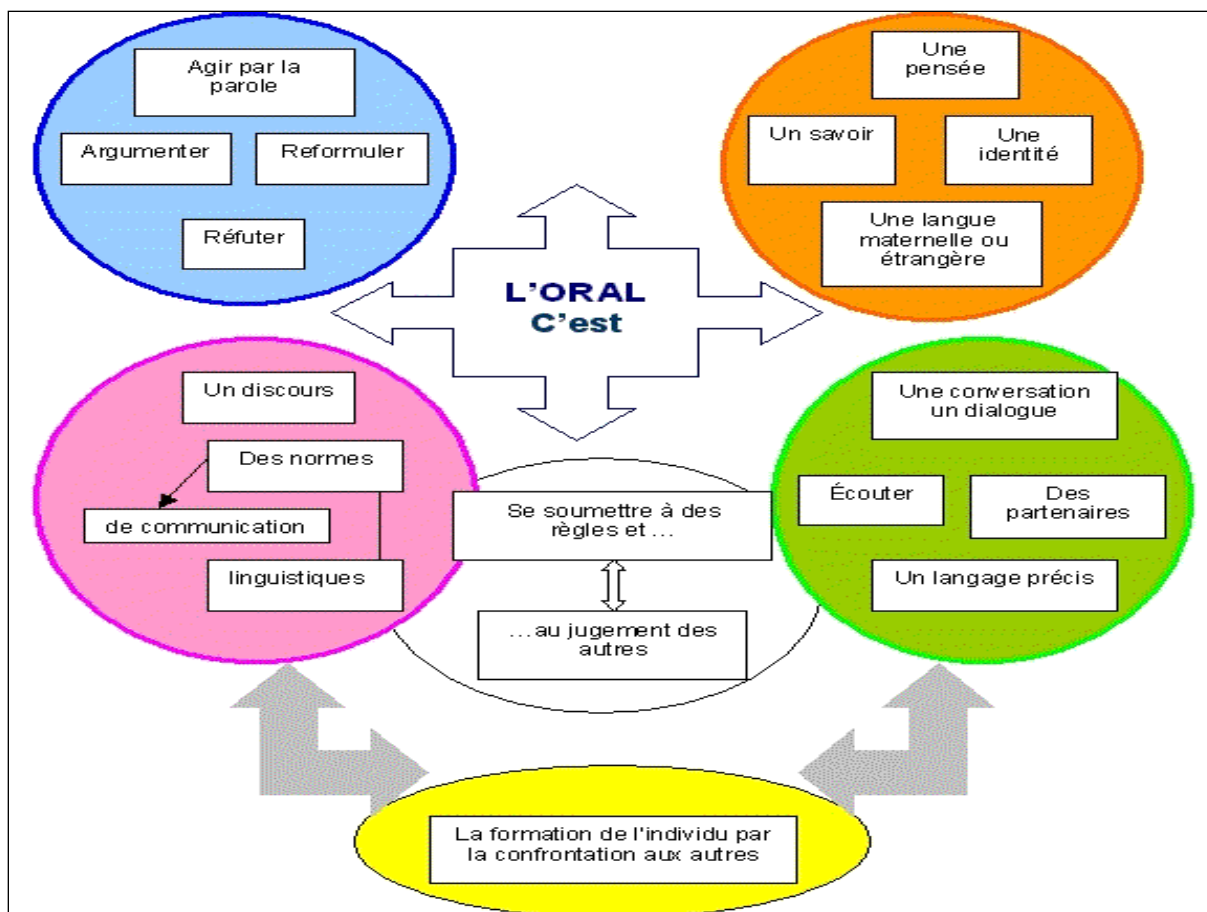 Agir par la
parole
Argumenter
Reformuler
Réfuter
Une
pensée
Un savoir
Une
identité
Une langue
maternelle ou
étrangère
L'ORAL
C'est
Un discours
Des normes
de communication
linguistiques
Se soumettre à des
règles et ...
...au jugement des
autres
Une conversation
un dialogue
Écouter
Des
partenaires
Un langage précis
La formation de l'individu par
la confrontation aux autres